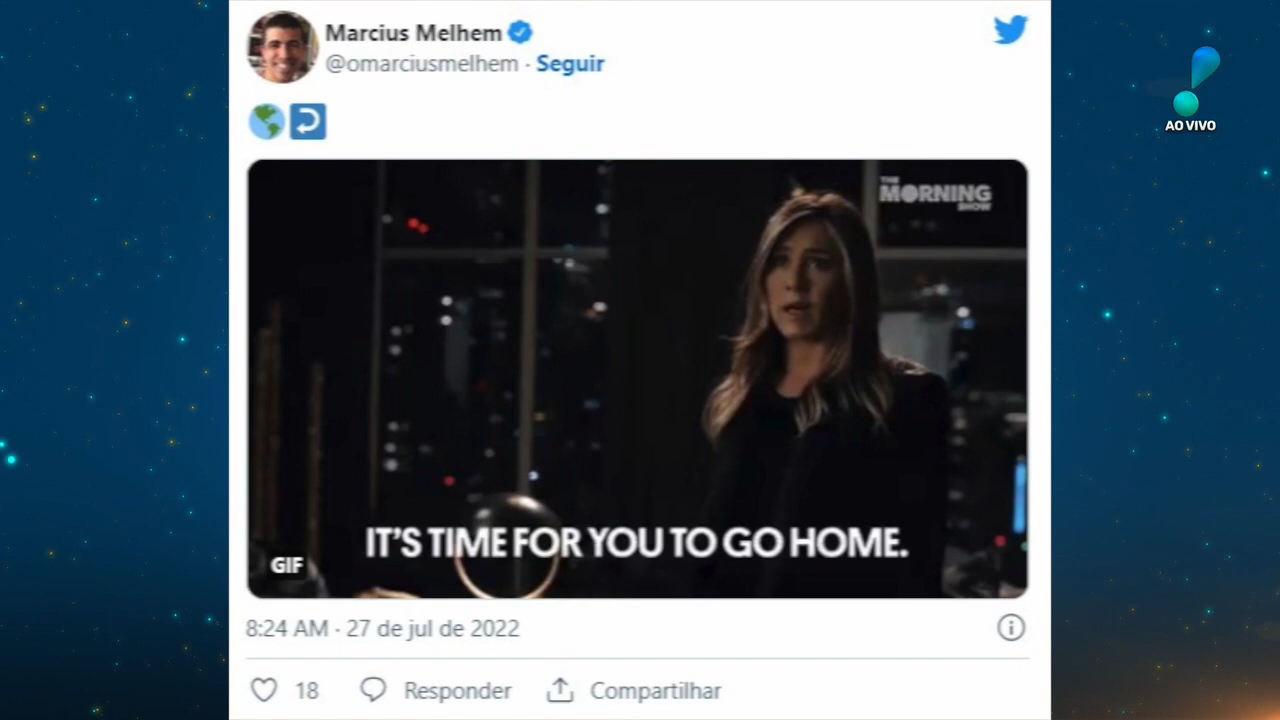 Marcius Melhem
@omarciusmelhem · Seguir
AO VIVO
THE
MORNING
SHOW
IT'S TIME FOR YOU TO GO HOME.
GIF
8:24 AM · 27 de jul de 2022
18 Responder Compartilhar